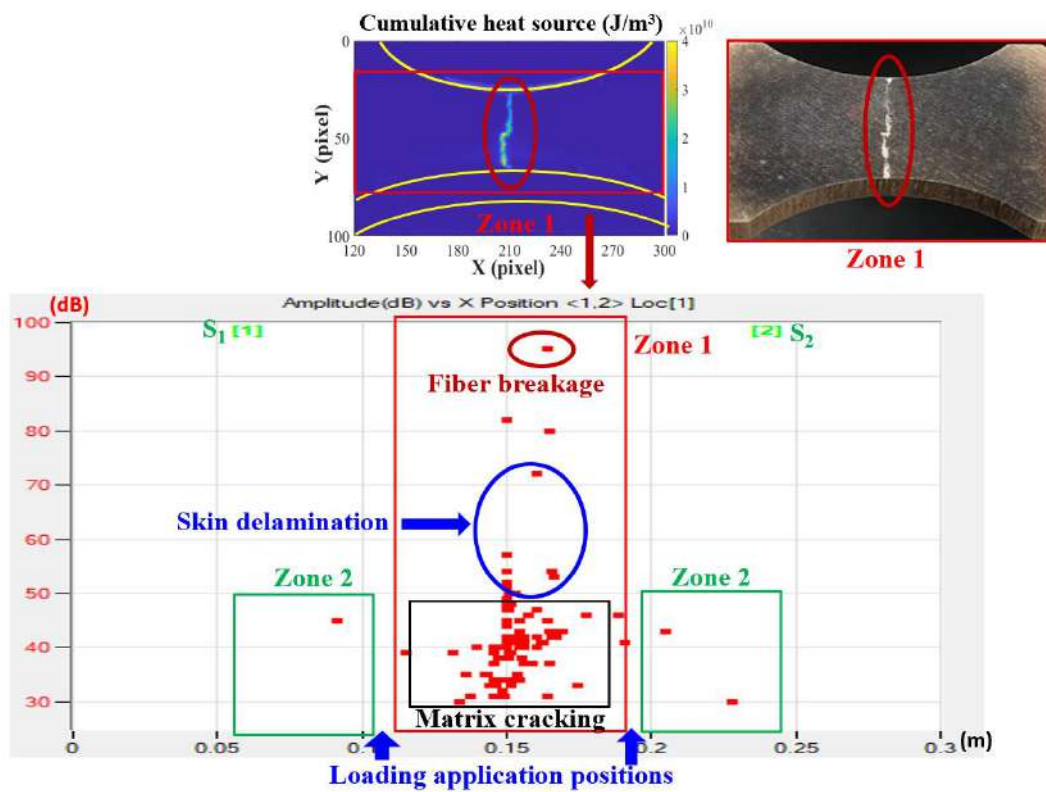 Cumulative heat source (J/m³)
×10¹⁰
0
50
100
Y (pixel)
120 150 180 210 240 270 300
X (pixel)
4
3
2
1
0
Zone 1
Zone 1
Amplitude(dB) vs X Position <1,2> Loc[1]
(dB)
100
90
80
70
60
50
40
30
S₁ [1]
[2] S₂
Zone 1
Fiber breakage
Skin delamination
Zone 2
Zone 2
Matrix cracking
0 0.05 0.1 0.15 0.2 0.25 0.3 (m)
Loading application positions